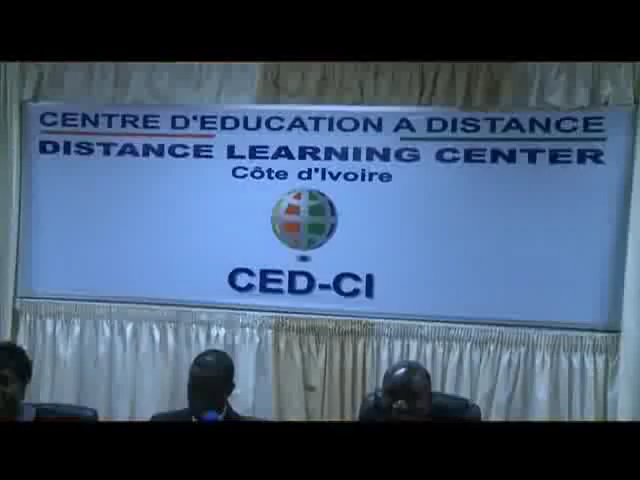 CENTRE D'EDUCATION A DISTANCE
DISTANCE LEARNING CENTER
Côte d'Ivoire
CED-CI